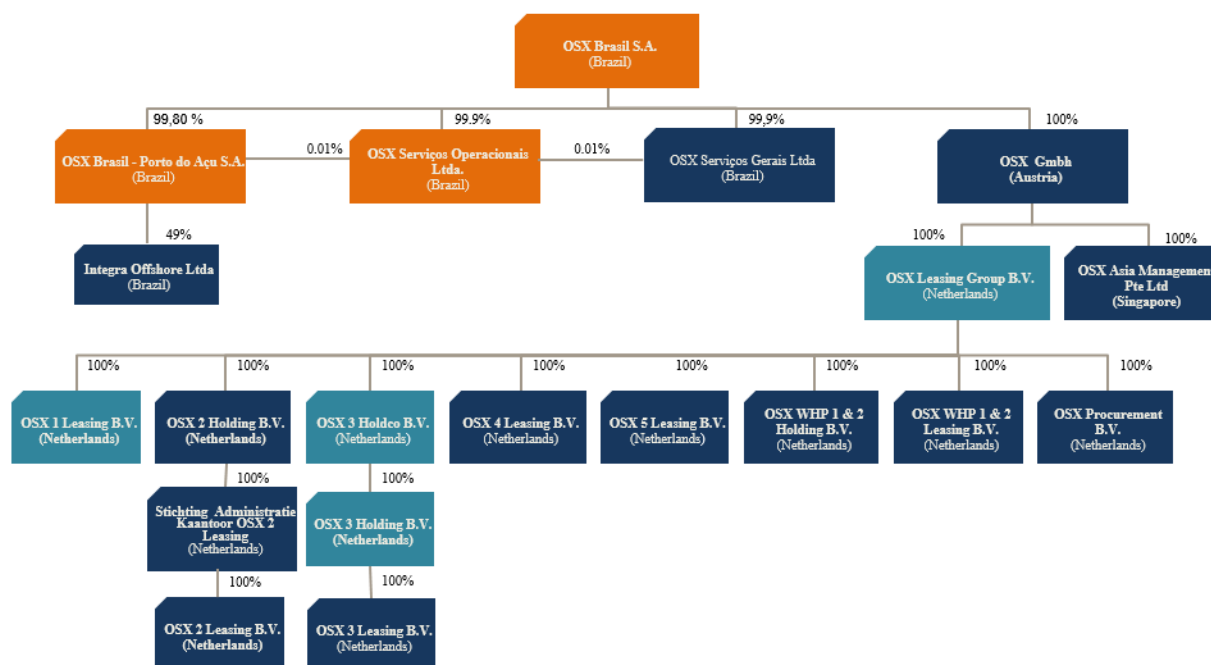 OSX Brasil S.A.
(Brazil)
99,80 %
99.9%
99,9%
100%
OSX Brasil - Porto do Açu S.A.
(Brazil)
0.01%
OSX Serviços Operacionais
Ltda.
(Brazil)
0.01%
OSX Serviços Gerais Ltda
(Brazil)
OSX Gmbh
(Austria)
49%
100%
100%
Integra Offshore Ltda
(Brazil)
OSX Leasing Group B.V.
(Netherlands)
OSX Asia Managemen
Pte Ltd
(Singapore)
100%
100%
100%
100%
100%
100%
100%
100%
OSX 1 Leasing B.V.
(Netherlands)
OSX 2 Holding B.V.
(Netherlands)
OSX 3 Holdco B.V.
(Netherlands)
OSX 4 Leasing B.V.
(Netherlands)
OSX 5 Leasing B.V.
(Netherlands)
OSX WHP 1 & 2
Holding B.V.
(Netherlands)
OSX WHP 1 & 2
Leasing B.V.
(Netherlands)
OSX Procurement
B.V.
(Netherlands)
100%
100%
Stichting Administratie
Kaantoor OSX 2
Leasing
(Netherlands)
OSX 3 Holding B.V.
(Netherlands)
100%
100%
OSX 2 Leasing B.V.
(Netherlands)
OSX 3 Leasing B.V.
(Netherlands)